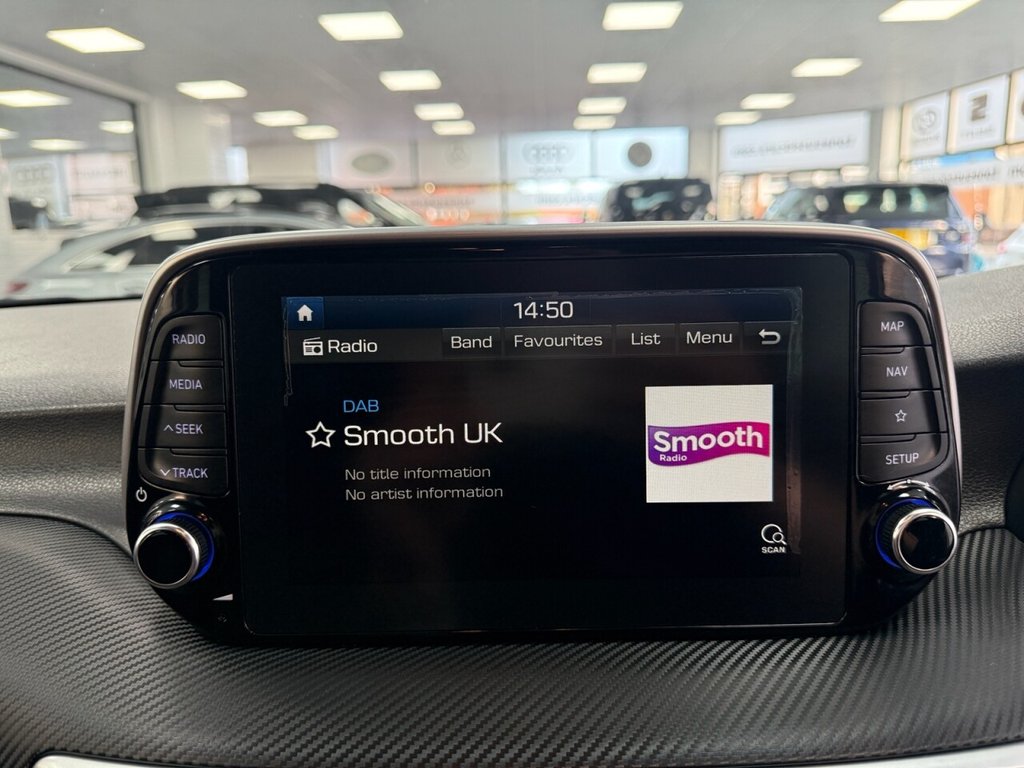 14:50
Radio
Band
Favourites
List
Menu
DAB
Smooth UK
No title information
No artist information
Smooth
Radio
SCAN
RADIO
MEDIA
SEEK
TRACK
MAP
NAV
SETUP